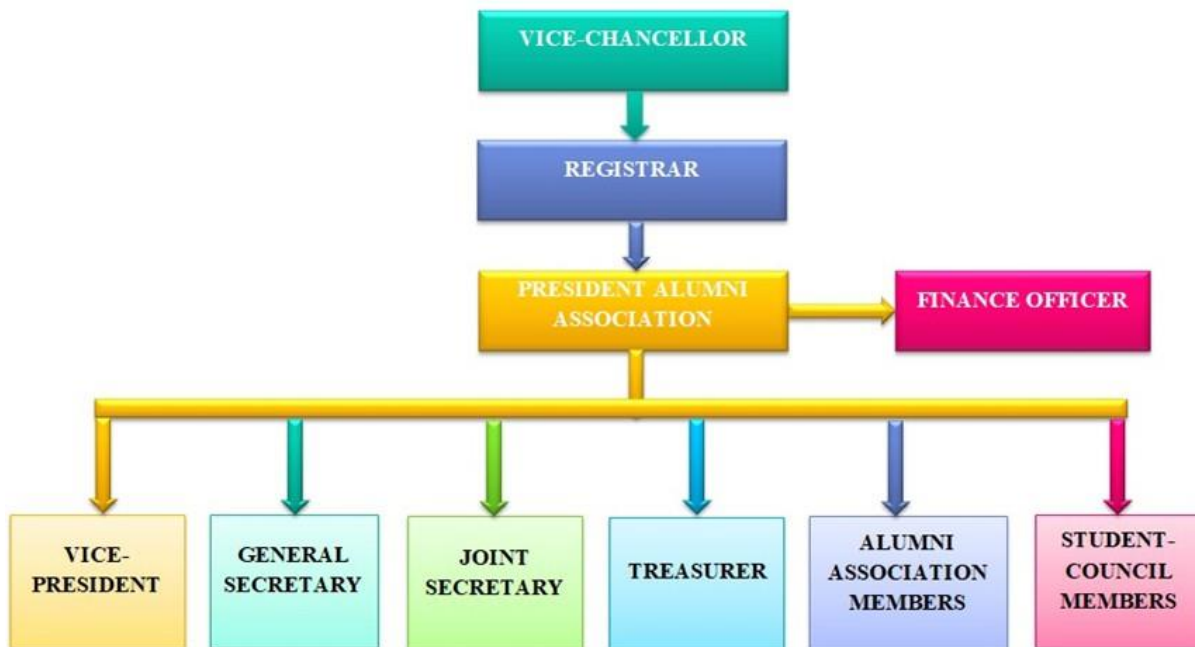 VICE-CHANCELLOR
REGISTRAR
PRESIDENT ALUMNI
ASSOCIATION
FINANCE OFFICER
VICE-
PRESIDENT
GENERAL
SECRETARY
JOINT
SECRETARY
TREASURER
ALUMNI
ASSOCIATION
MEMBERS
STUDENT-
COUNCIL
MEMBERS